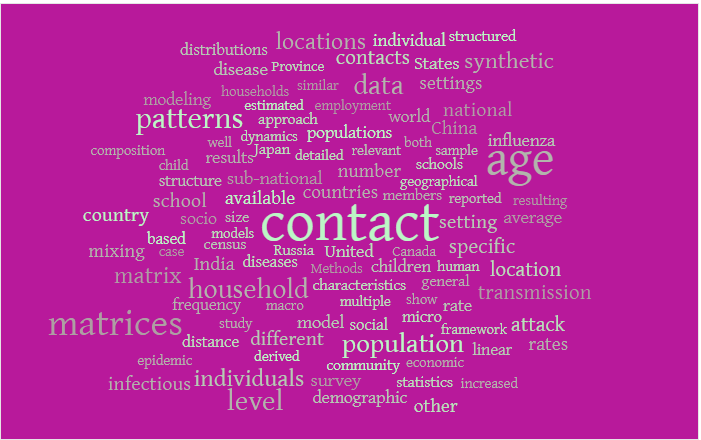 locations individual structured
distributions contacts States synthetic
disease Province similar data settings
households
modeling estimated employment world national
patterns approach China
well dynamics populations both influenza
composition Japan detailed relevant sample age
child results number schools
structure sub-national geographical
school available countries members reported resulting
country socio size contact setting average
based models
mixing case census Russia United Canada specific
India diseases Methods children human location
matrix household characteristics general transmission
frequency macro multiple show rate
matrices study model social micro framework attack
distance different population linear rates
epidemic derived community economic
infectious individuals survey statistics increased
level demographic other